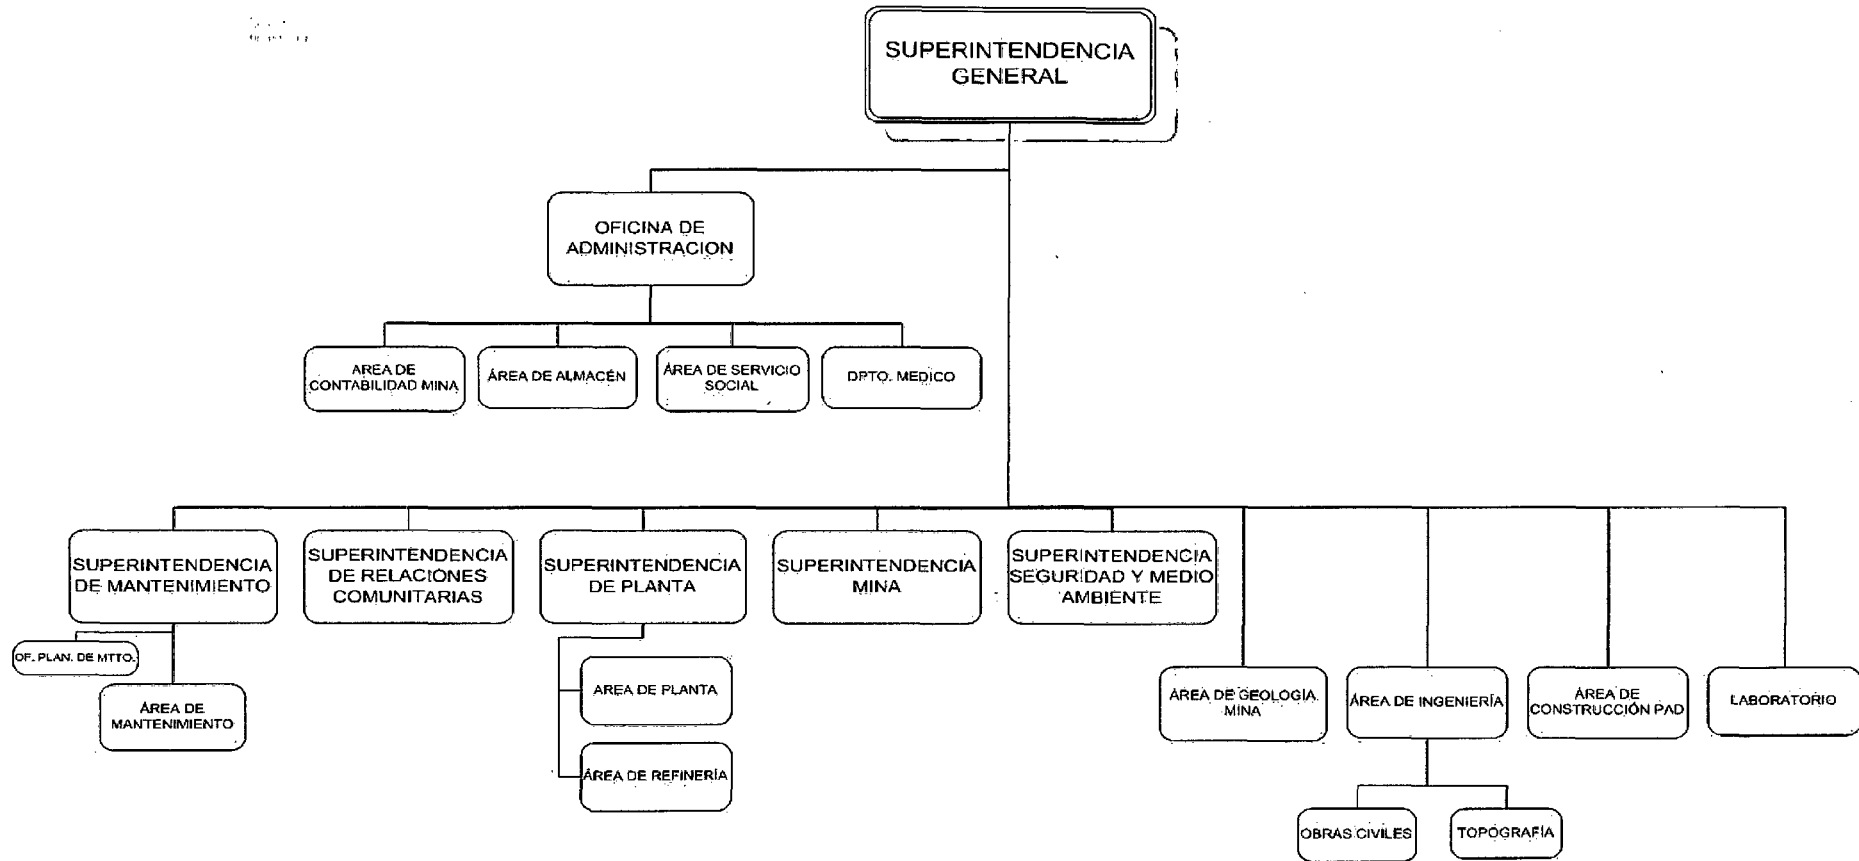 SUPERINTENDENCIA
GENERAL
OFICINA DE
ADMINISTRACION
AREA DE
CONTABILIDAD MINA
ÁREA DE ALMACÉN
ÁREA DE SERVICIO
SOCIAL
DPTO. MEDICO
SUPERINTENDENCIA
DE MANTENIMIENTO
SUPERINTENDENCIA
DE RELACIONES
COMUNITARIAS
SUPERINTENDENCIA
DE PLANTA
SUPERINTENDENCIA
MINA
SUPERINTENDENCIA
SEGURIDAD Y MEDIO
AMBIENTE
OF. PLAN. DE MTTO.
ÁREA DE
MANTENIMIENTO
AREA DE PLANTA
ÁREA DE REFINERÍA
ÁREA DE GEOLOGÍA
MINA
ÁREA DE INGENIERÍA
ÁREA DE
CONSTRUCCIÓN PAD
LABORATORIO
OBRAS CIVILES
TOPOGRAFÍA